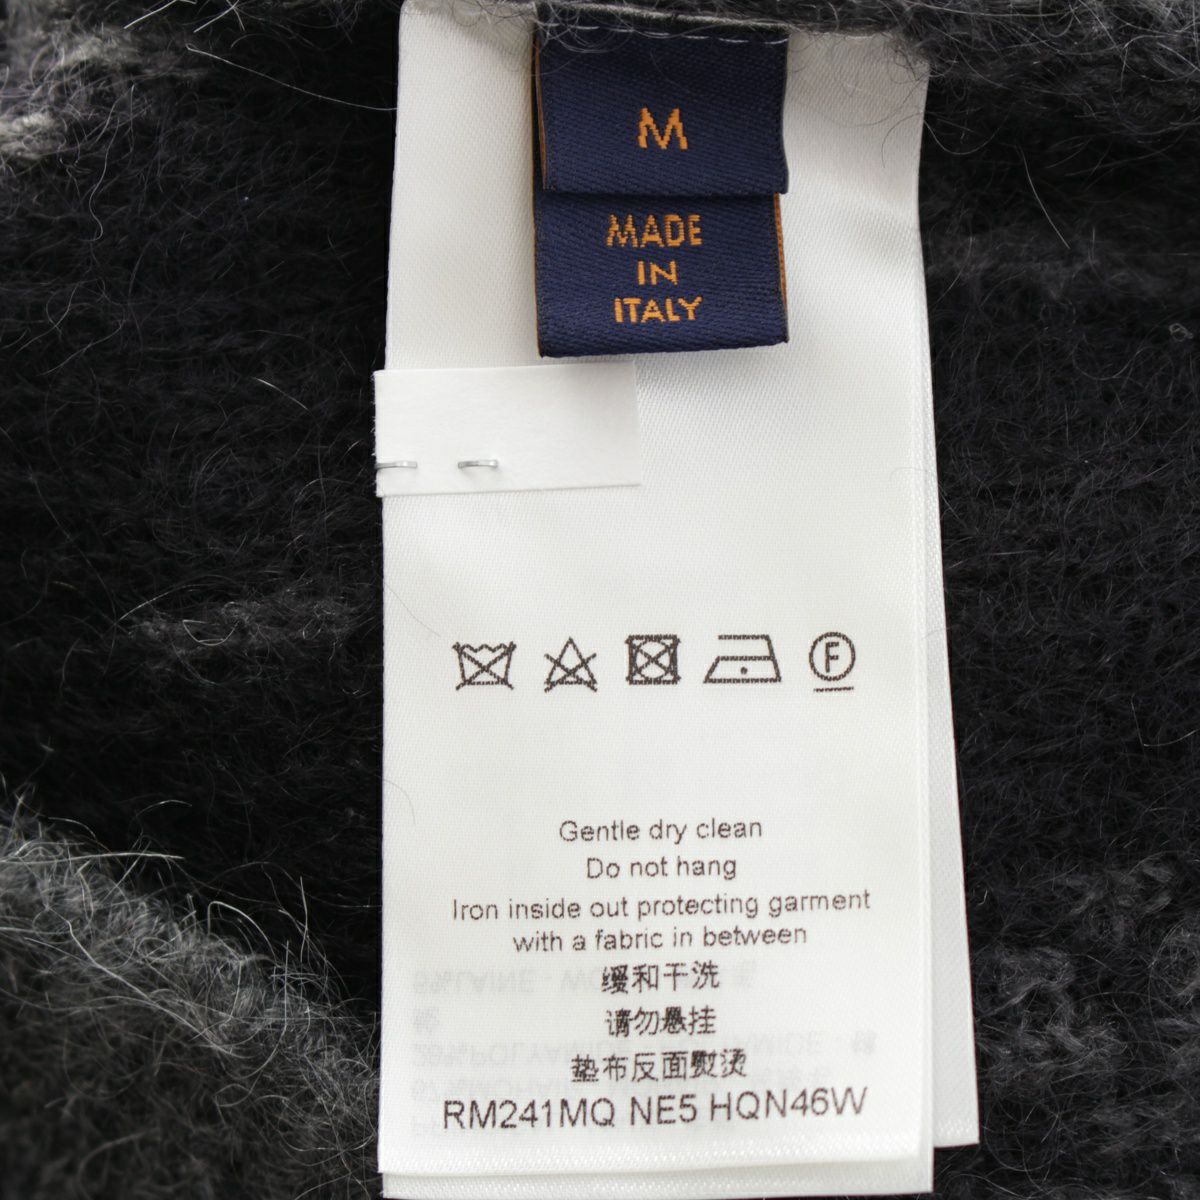 M
MADE
IN
ITALY
F
Gentle dry clean
Do not hang
Iron inside out protecting garment
with a fabric in between
缓和干洗
请勿悬挂
垫布反面熨烫
RM241MQ NE5 HQN46W